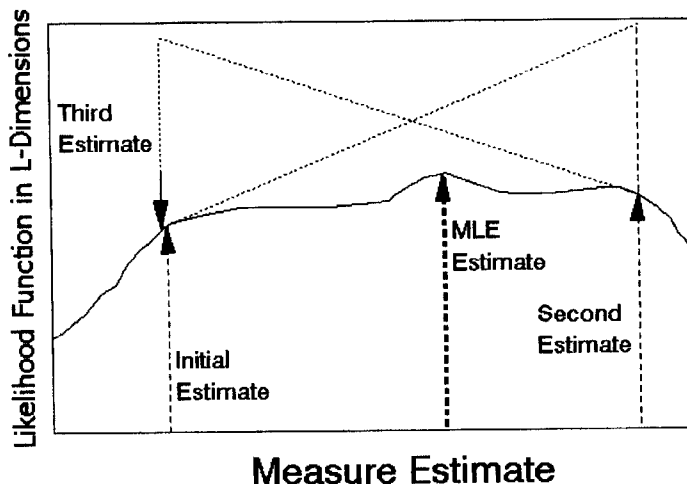 Likelihood Function in L-Dimensions
Third
Estimate
MLE
Estimate
Second
Estimate
Initial
Estimate
Measure Estimate